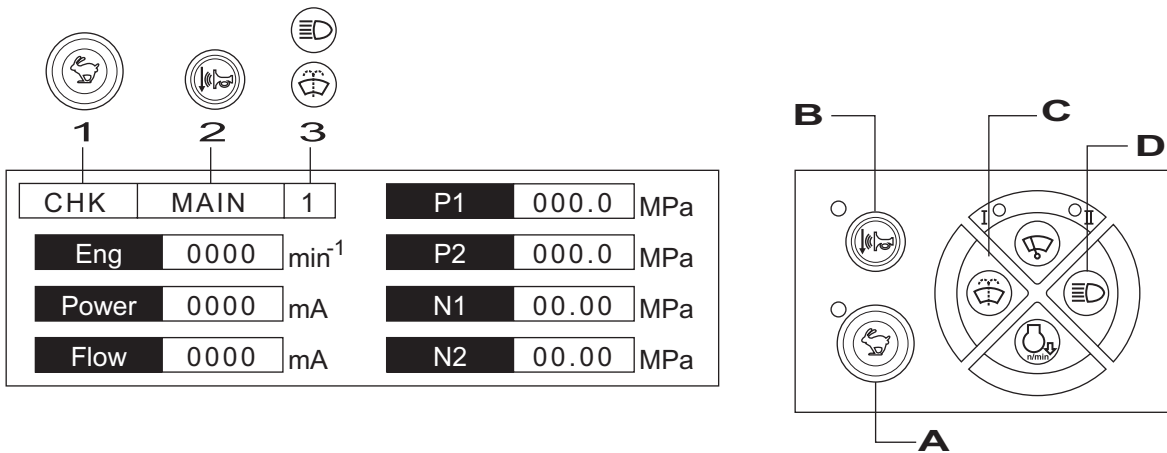 1 2 3
CHK MAIN 1
Eng 0000 min-1
Power 0000 mA
Flow 0000 mA
P1 000.0 MPa
P2 000.0 MPa
N1 00.00 MPa
N2 00.00 MPa
B
C
D
I II
n/min
A